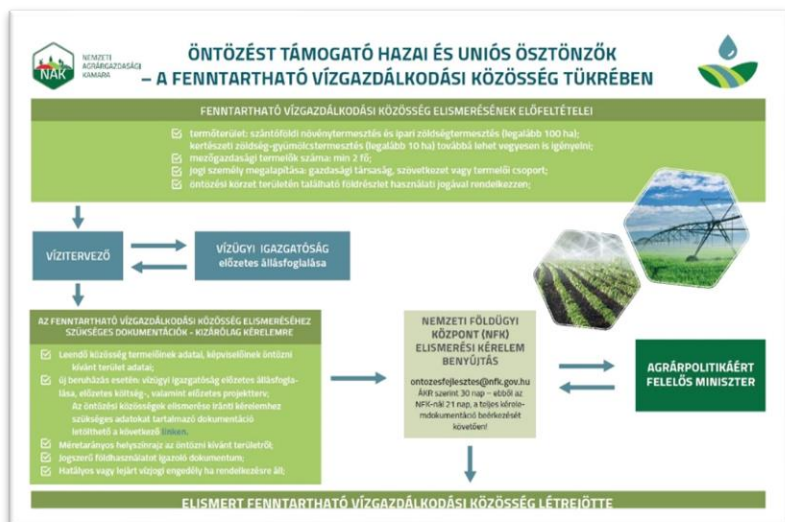 NAK
NEMZETI
AGRÁRGAZDASÁGI
KAMARA
ÖNTÖZÉST TÁMOGATÓ HAZAI ÉS UNIÓS ÖSZTÖNZŐK
– A FENNTARTHATÓ VÍZGAZDÁLKODÁSI KÖZÖSSÉG TÜKRÉBEN
FENNTARTHATÓ VÍZGAZDÁLKODÁSI KÖZÖSSÉG ELISMERÉSÉNEK ELŐFELTÉTELEI
termőterület: szántóföldi növénytermesztés és ipari zöldségtermesztés (legalább 100 ha);
kertészeti zöldség-gyümölcstermesztés (legalább 10 ha) továbbá lehet vegyesen is igényelni;
mezőgazdasági termelők száma: min 2 fő;
jogi személy megalapítása: gazdasági társaság, szövetkezet vagy termelői csoport;
öntözési körzet területén található földrészlet használati jogával rendelkezzen;
VÍZITERVEZŐ
VÍZÜGYI IGAZGATÓSÁG
előzetes állásfoglalása
AZ FENNTARTHATÓ VÍZGAZDÁLKODÁSI KÖZÖSSÉG ELISMERÉSÉHEZ
SZÜKSÉGES DOKUMENTÁCIÓK - KIZÁRÓLAG KÉRELEMRE
Leendő közösség termelőinek adatai, képviselőinek öntözni
kívánt terület adatai;
új beruházás esetén: vízügyi igazgatóság előzetes állásfogla-
lása, előzetes költség-, valamint előzetes projektterv;
Az öntözési közösségek elismerése iránti kérelemhez
szükséges adatokat tartalmazó dokumentáció
letölthető a következő linken.
Méretarányos helyszínrajz az öntözni kívánt területről;
Jogszerű földhasználatot igazoló dokumentum;
Hatályos vagy lejárt vízjogi engedély ha rendelkezésre áll;
NEMZETI FÖLDÜGYI
KÖZPONT (NFK)
ELISMERÉSI KÉRELEM
BENYÚJTÁS
ontozesfejlesztes@nfk.gov.hu
ÁKR szerint 30 nap – ebből az
NFK-nál 21 nap, a teljes kérele-
mdokumentáció beérkezését
követően!
AGRÁRPOLITIKÁÉRT
FELELŐS MINISZTER
ELISMERT FENNTARTHATÓ VÍZGAZDÁLKODÁSI KÖZÖSSÉG LÉTREJÖTTE